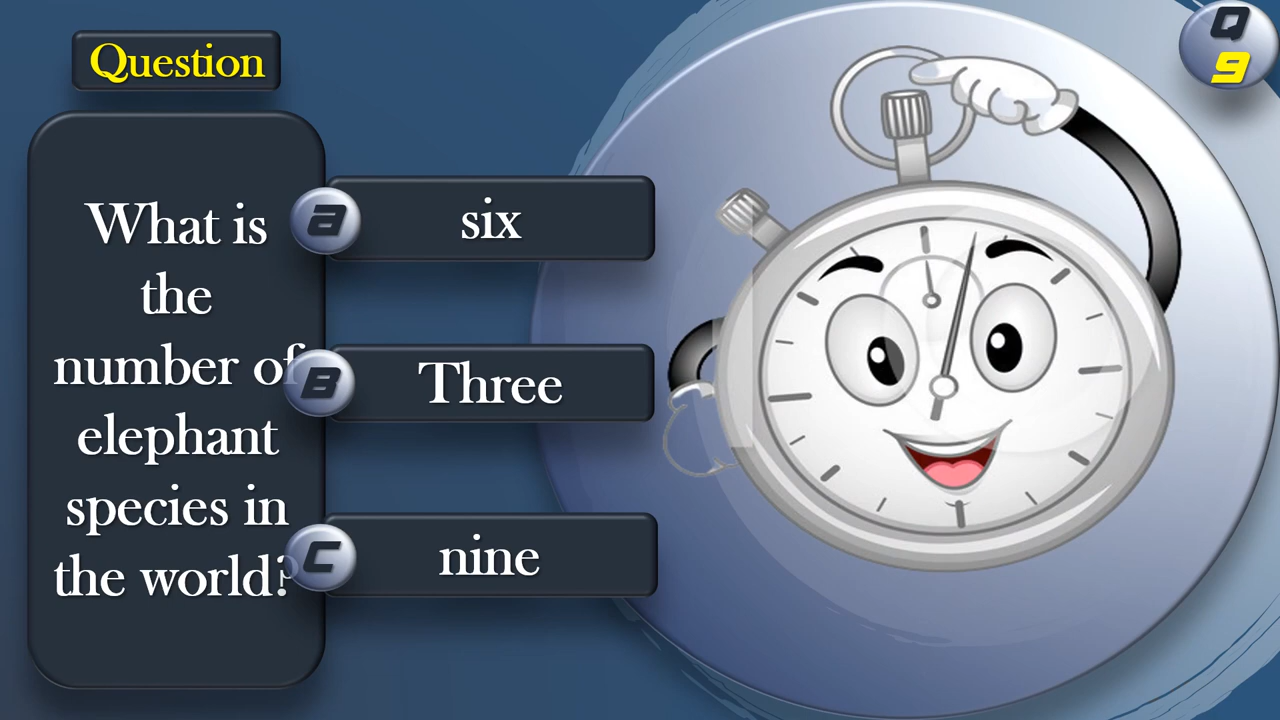 Question
Q
9
What is
the
number of
elephant
species in
the world?
a six
B Three
C nine